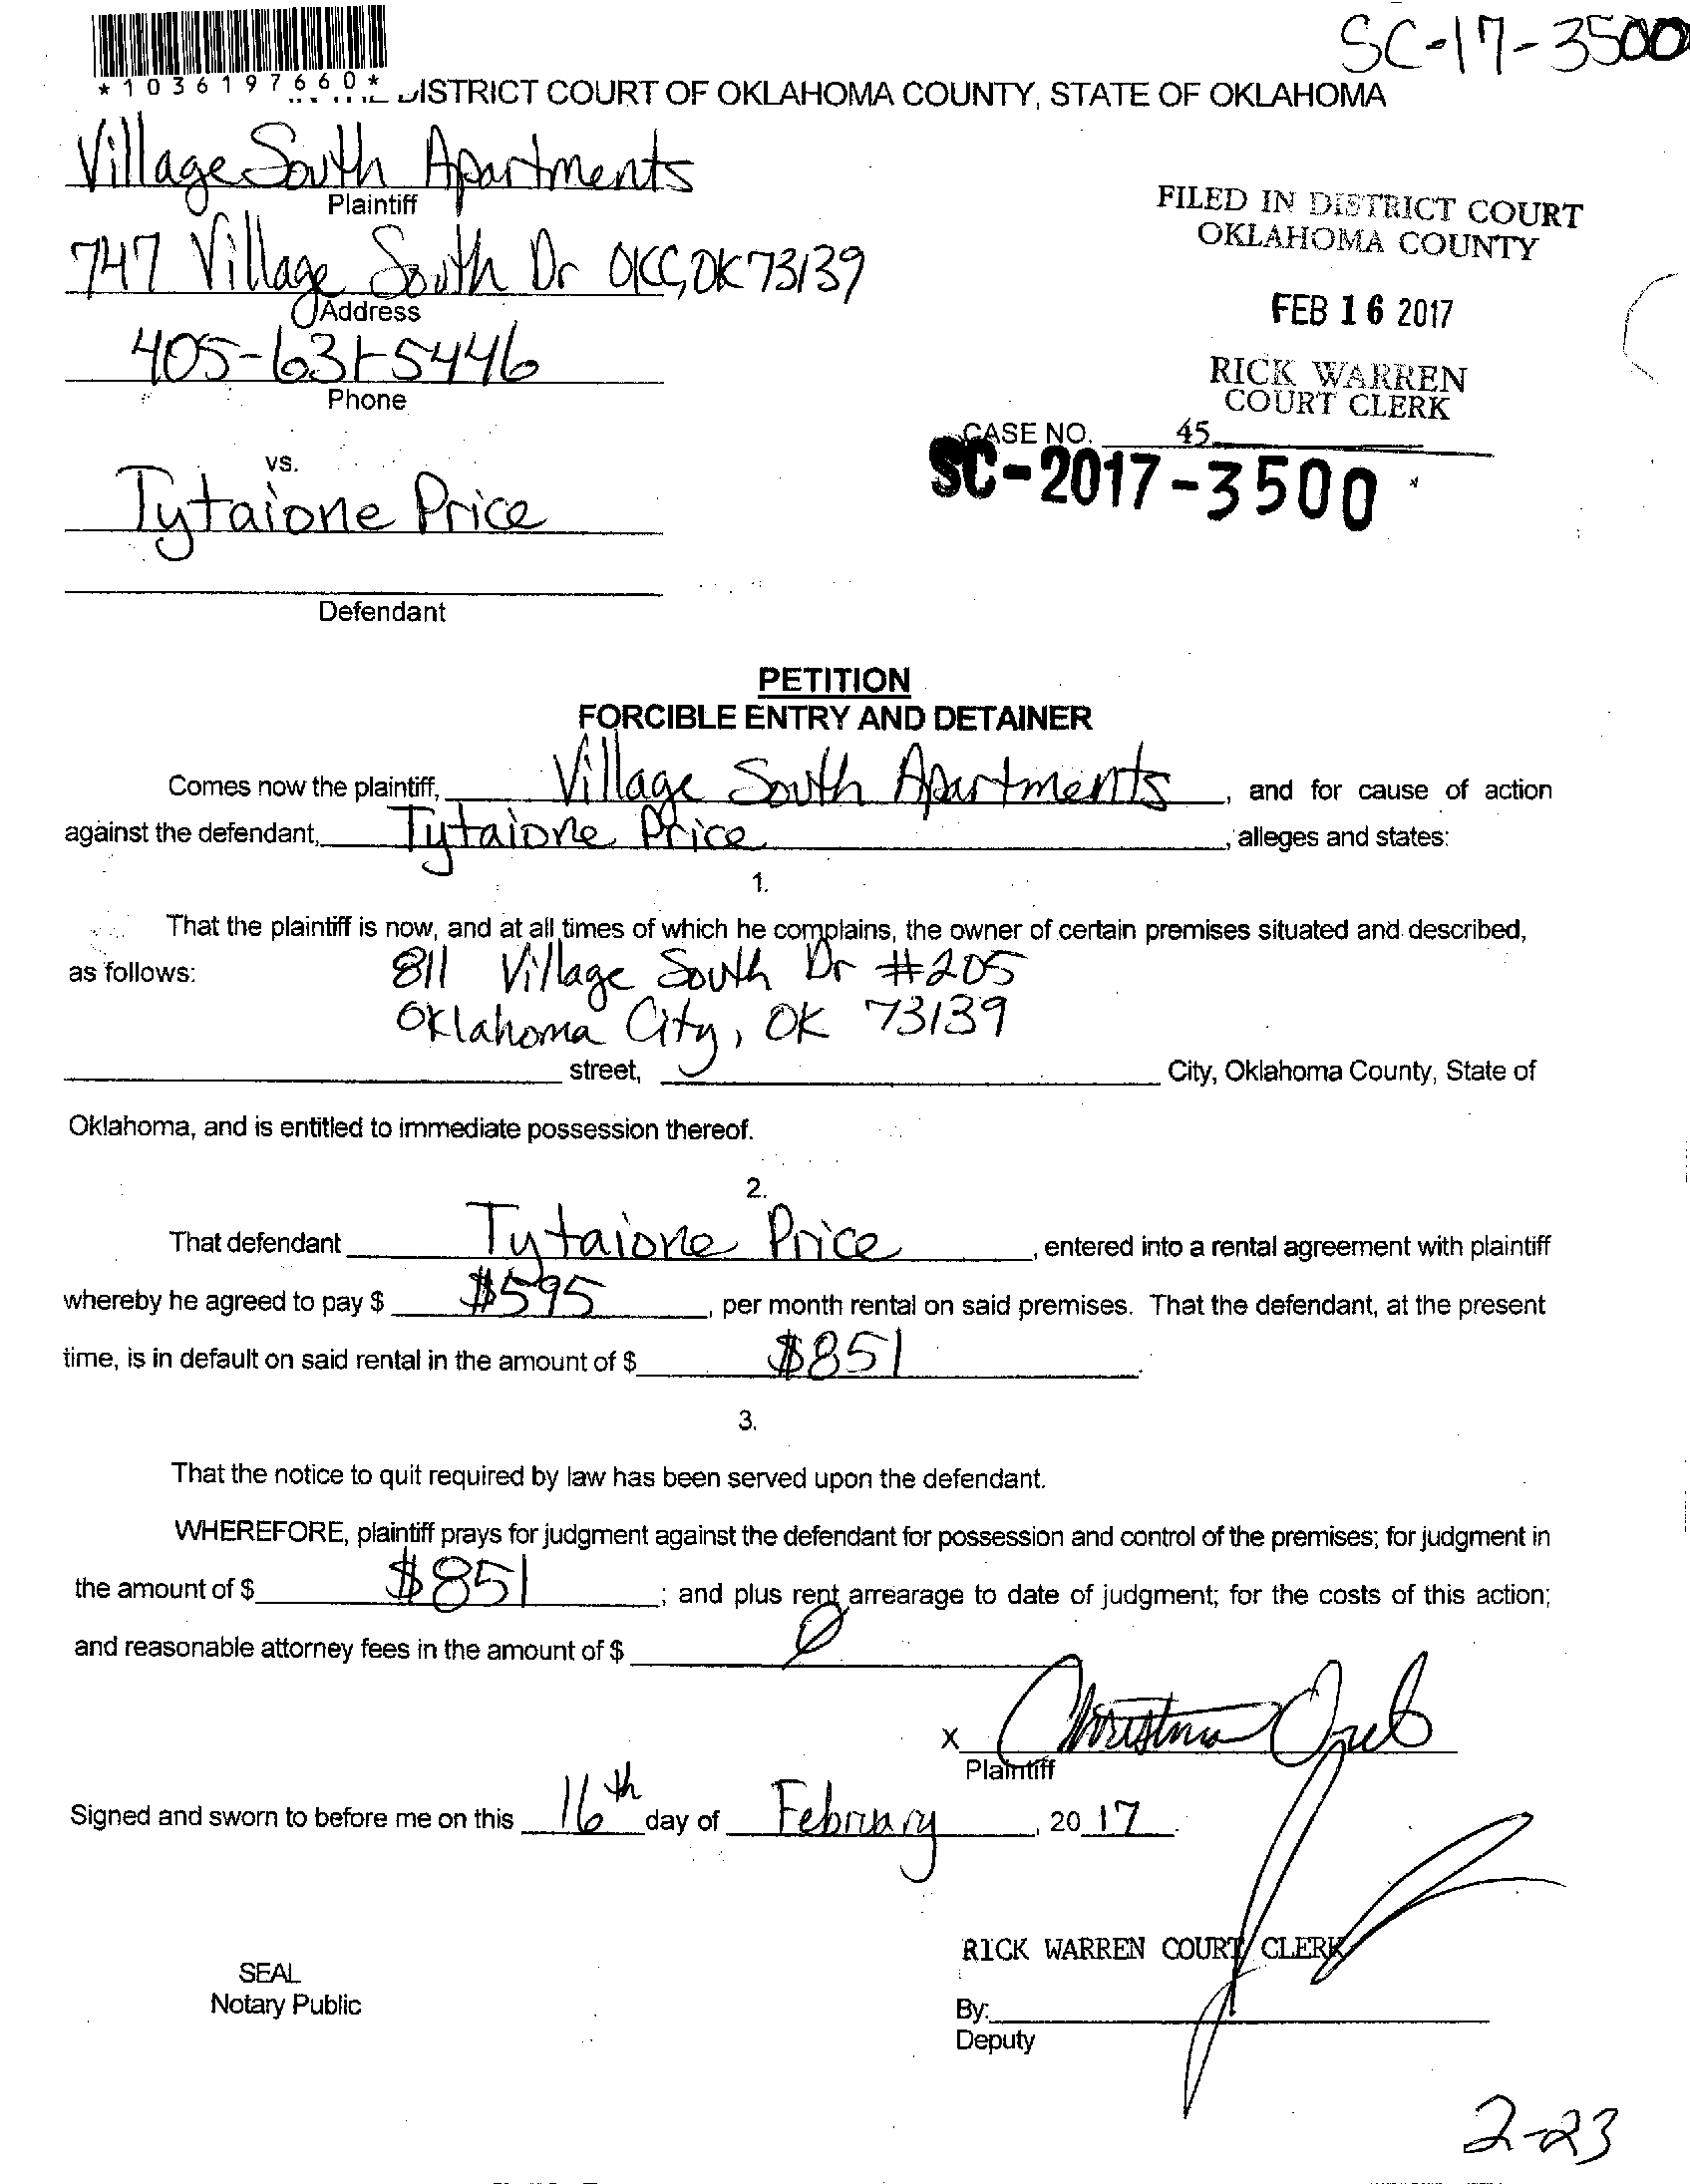 SC-17-3500
*1036197660*
DISTRICT COURT OF OKLAHOMA COUNTY, STATE OF OKLAHOMA
Village South Apartments
Plaintiff
FILED IN DISTRICT COURT
OKLAHOMA COUNTY
747 Village South Dr OKC, OK 73139
Address
FEB 16 2017
405-631-5446
Phone
RICK WARREN
COURT CLERK
CASE NO. 45
SC-2017-3500
vs.
Tytaione Price
Defendant
PETITION
FORCIBLE ENTRY AND DETAINER
Comes now the plaintiff, Village South Apartments, and for cause of action
against the defendant, Tytaione Price, alleges and states:
1.
That the plaintiff is now, and at all times of which he complains, the owner of certain premises situated and described,
as follows: 811 Village South Dr #205
Oklahoma City, OK 73139
street, City, Oklahoma County, State of
Oklahoma, and is entitled to immediate possession thereof.
2.
That defendant Tytaione Price, entered into a rental agreement with plaintiff
whereby he agreed to pay $ $595, per month rental on said premises. That the defendant, at the present
time, is in default on said rental in the amount of $ $851.
3.
That the notice to quit required by law has been served upon the defendant.
WHEREFORE, plaintiff prays for judgment against the defendant for possession and control of the premises; for judgment in
the amount of $ $851; and plus rent arrearage to date of judgment; for the costs of this action;
and reasonable attorney fees in the amount of $ 0
X
Plaintiff
Signed and sworn to before me on this 16th day of February, 2017.
RICK WARREN COURT CLERK
SEAL
Notary Public
By:
Deputy
2-23